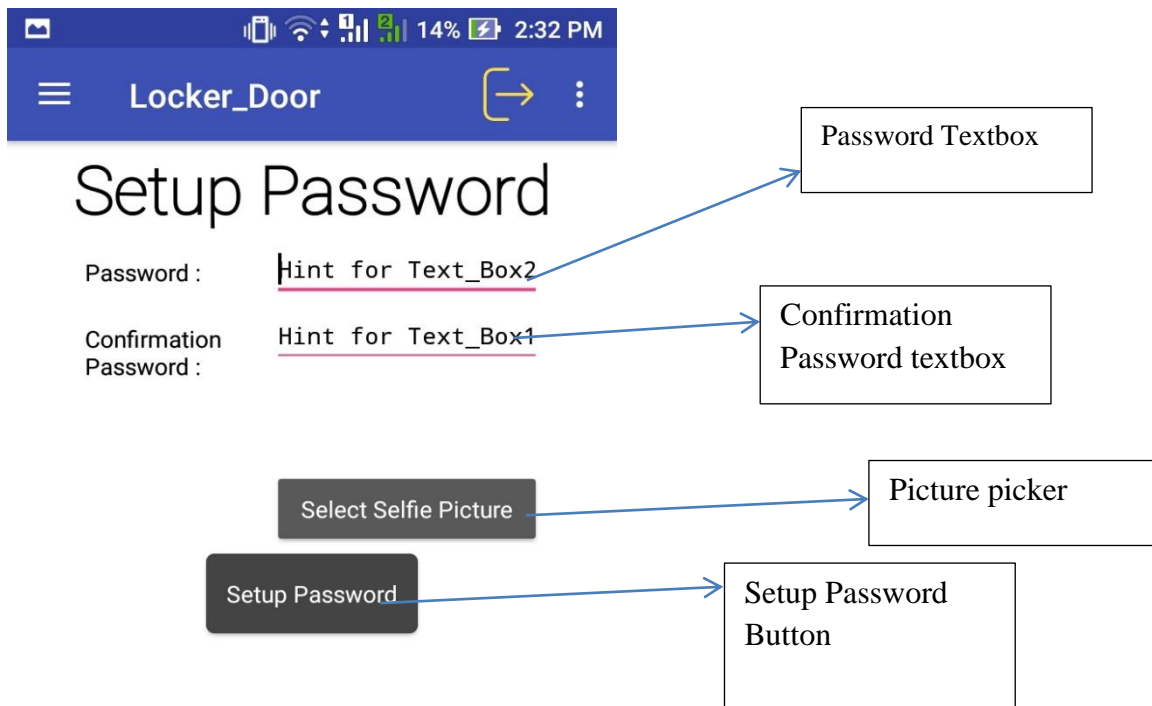 14% 2:32 PM
Locker_Door
Password Textbox
Setup Password
Password :
Hint for Text_Box2
Confirmation
Password :
Hint for Text_Box1
Confirmation
Password textbox
Select Selfie Picture
Picture picker
Setup Password
Setup Password
Button